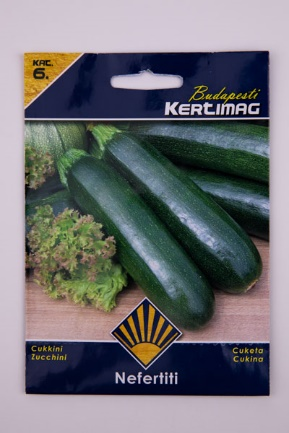 KAT.
6.
Budapesti
KERTIMAG
Cukkini
Zucchini
Cuketa
Cukina
Nefertiti